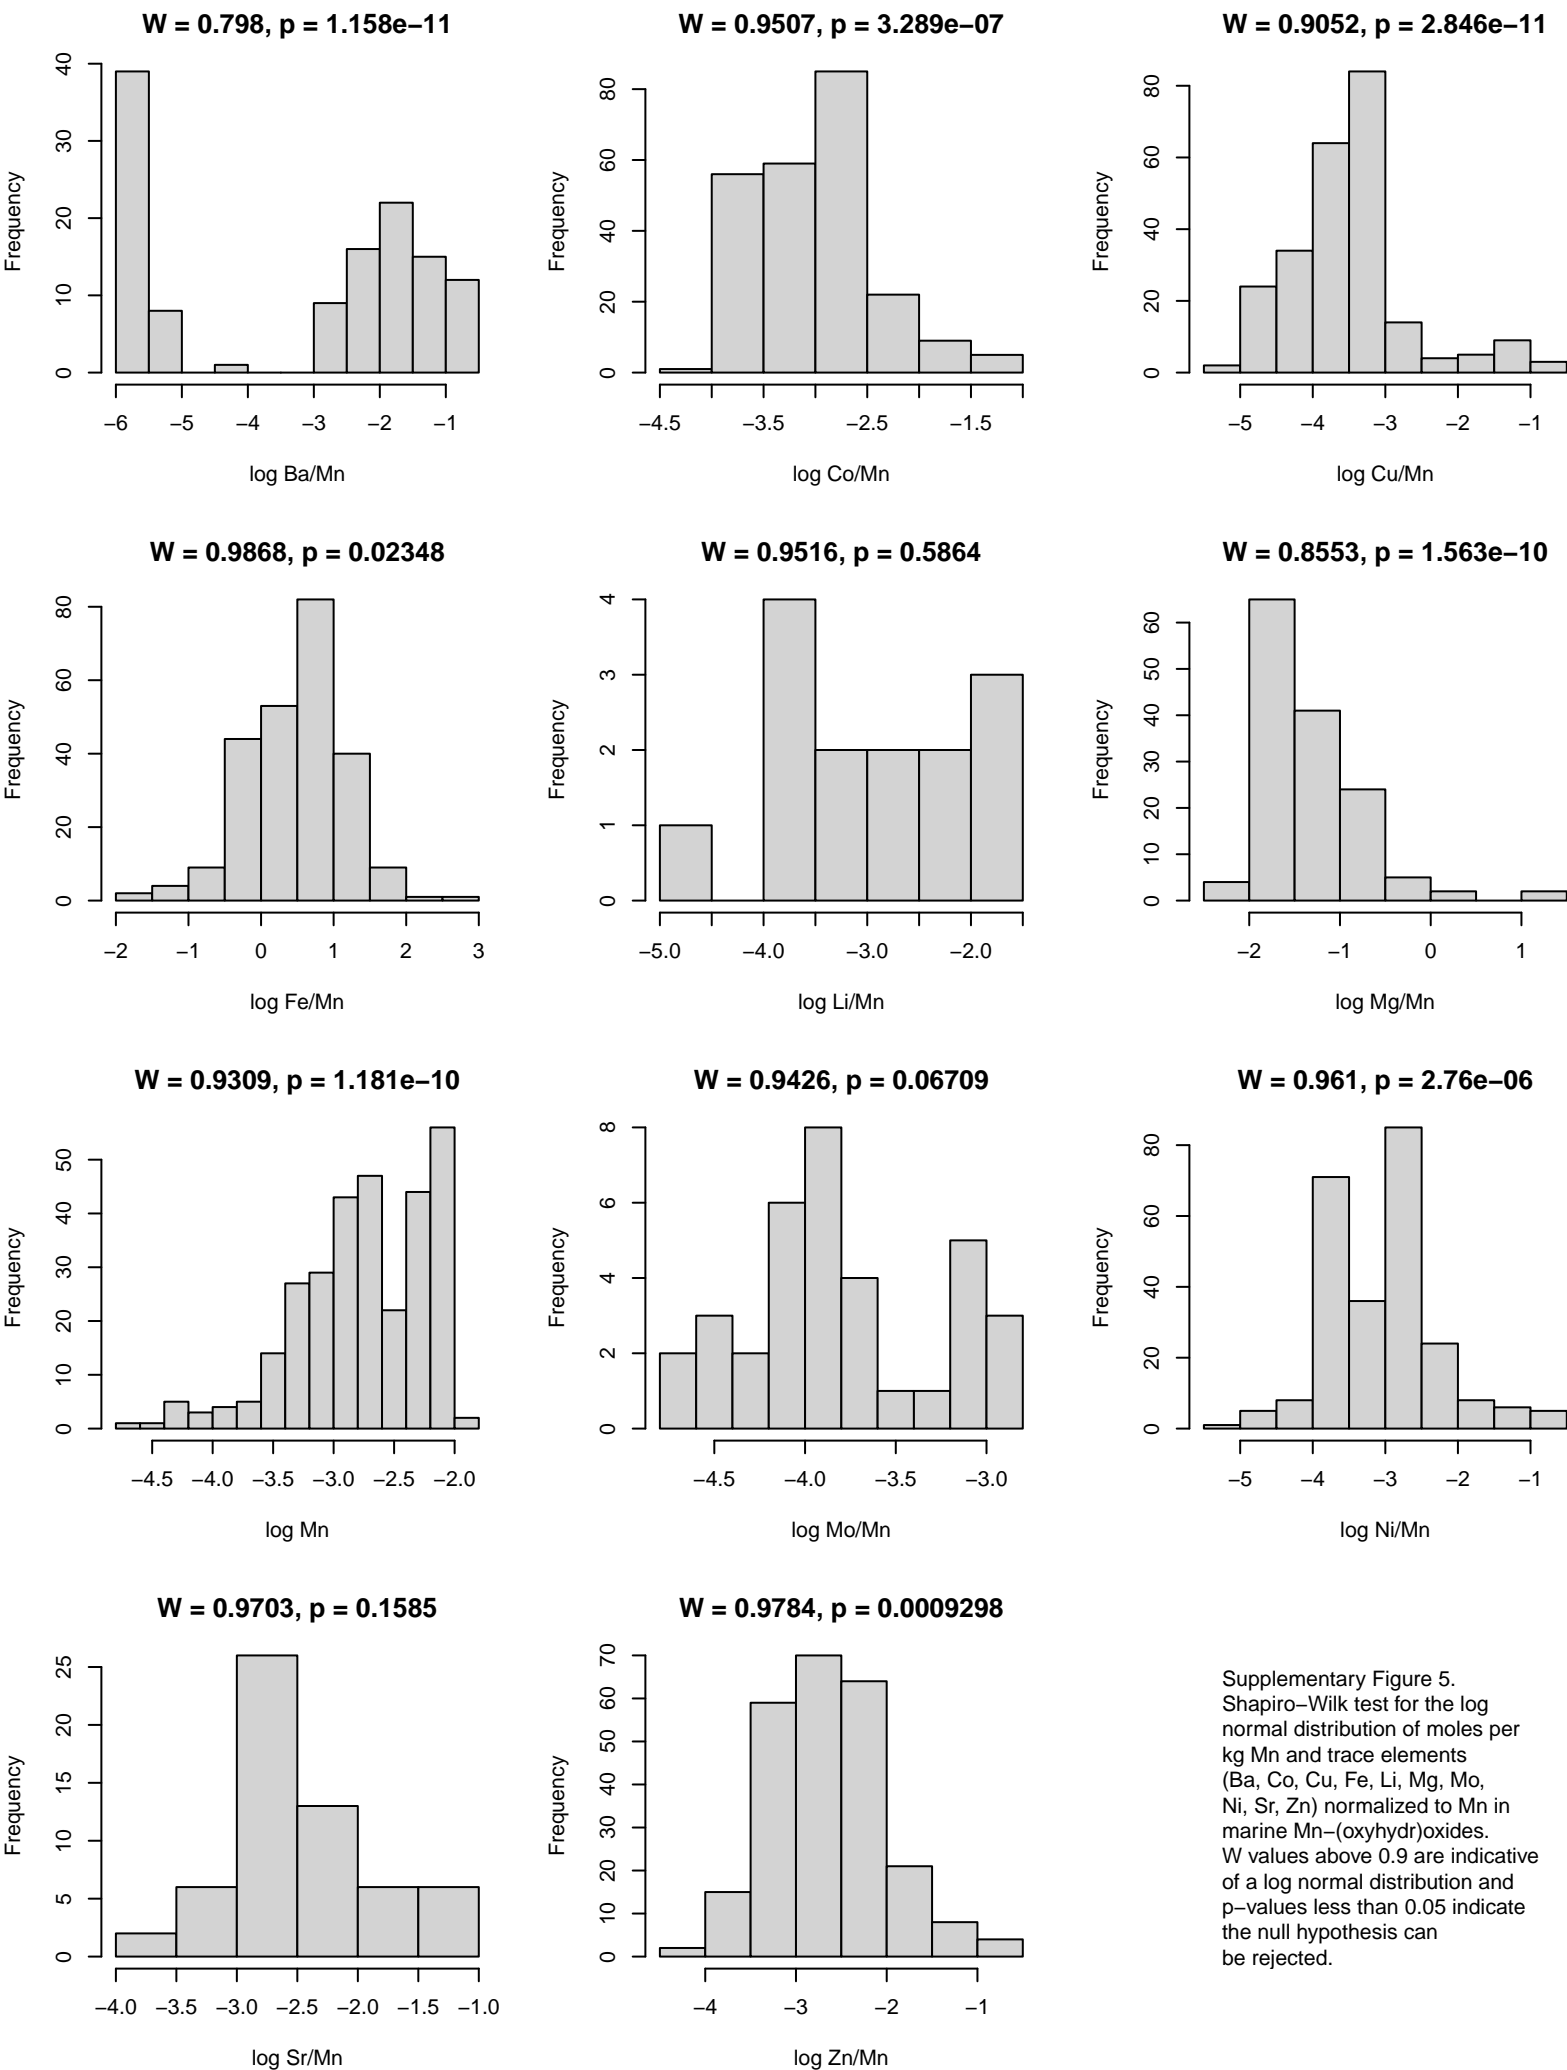 W = 0.798, p = 1.158e−11
Frequency
0 10 20 30 40
−6 −5 −4 −3 −2 −1
log Ba/Mn
W = 0.9507, p = 3.289e−07
Frequency
0 20 40 60 80
−4.5 −3.5 −2.5 −1.5
log Co/Mn
W = 0.9052, p = 2.846e−11
Frequency
0 20 40 60 80
−5 −4 −3 −2 −1
log Cu/Mn
W = 0.9868, p = 0.02348
Frequency
0 20 40 60 80
−2 −1 0 1 2 3
log Fe/Mn
W = 0.9516, p = 0.5864
Frequency
0 1 2 3 4
−5.0 −4.0 −3.0 −2.0
log Li/Mn
W = 0.8553, p = 1.563e−10
Frequency
0 10 20 30 40 50 60
−2 −1 0 1
log Mg/Mn
W = 0.9309, p = 1.181e−10
Frequency
0 10 20 30 40 50
−4.5 −4.0 −3.5 −3.0 −2.5 −2.0
log Mn
W = 0.9426, p = 0.06709
Frequency
0 2 4 6 8
−4.5 −4.0 −3.5 −3.0
log Mo/Mn
W = 0.961, p = 2.76e−06
Frequency
0 20 40 60 80
−5 −4 −3 −2 −1
log Ni/Mn
W = 0.9703, p = 0.1585
Frequency
0 5 10 15 20 25
−4.0 −3.5 −3.0 −2.5 −2.0 −1.5 −1.0
log Sr/Mn
W = 0.9784, p = 0.0009298
Frequency
0 10 20 30 40 50 60 70
−4 −3 −2 −1
log Zn/Mn
Supplementary Figure 5.
Shapiro−Wilk test for the log
normal distribution of moles per
kg Mn and trace elements
(Ba, Co, Cu, Fe, Li, Mg, Mo,
Ni, Sr, Zn) normalized to Mn in
marine Mn−(oxyhydr)oxides.
W values above 0.9 are indicative
of a log normal distribution and
p−values less than 0.05 indicate
the null hypothesis can
be rejected.